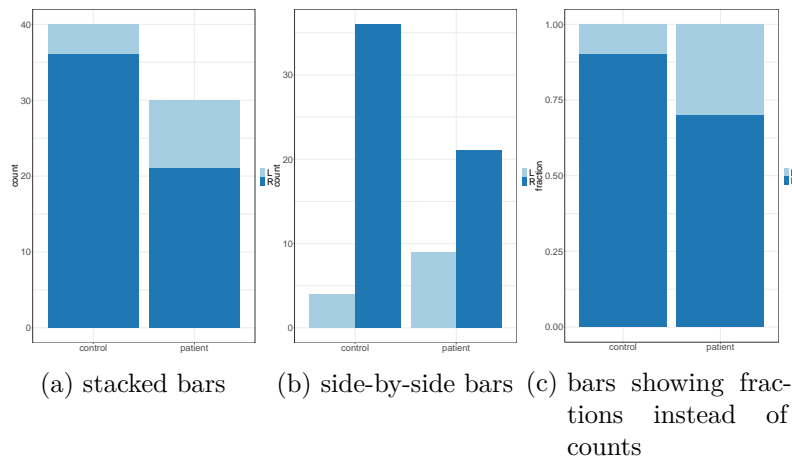 40
30
20
10
0
count
control
patient
L
R
30
20
10
0
count
control
patient
L
R
1.00
0.75
0.50
0.25
0.00
fraction
control
patient
(a) stacked bars
(b) side-by-side bars
(c) bars showing frac-
tions instead of
counts